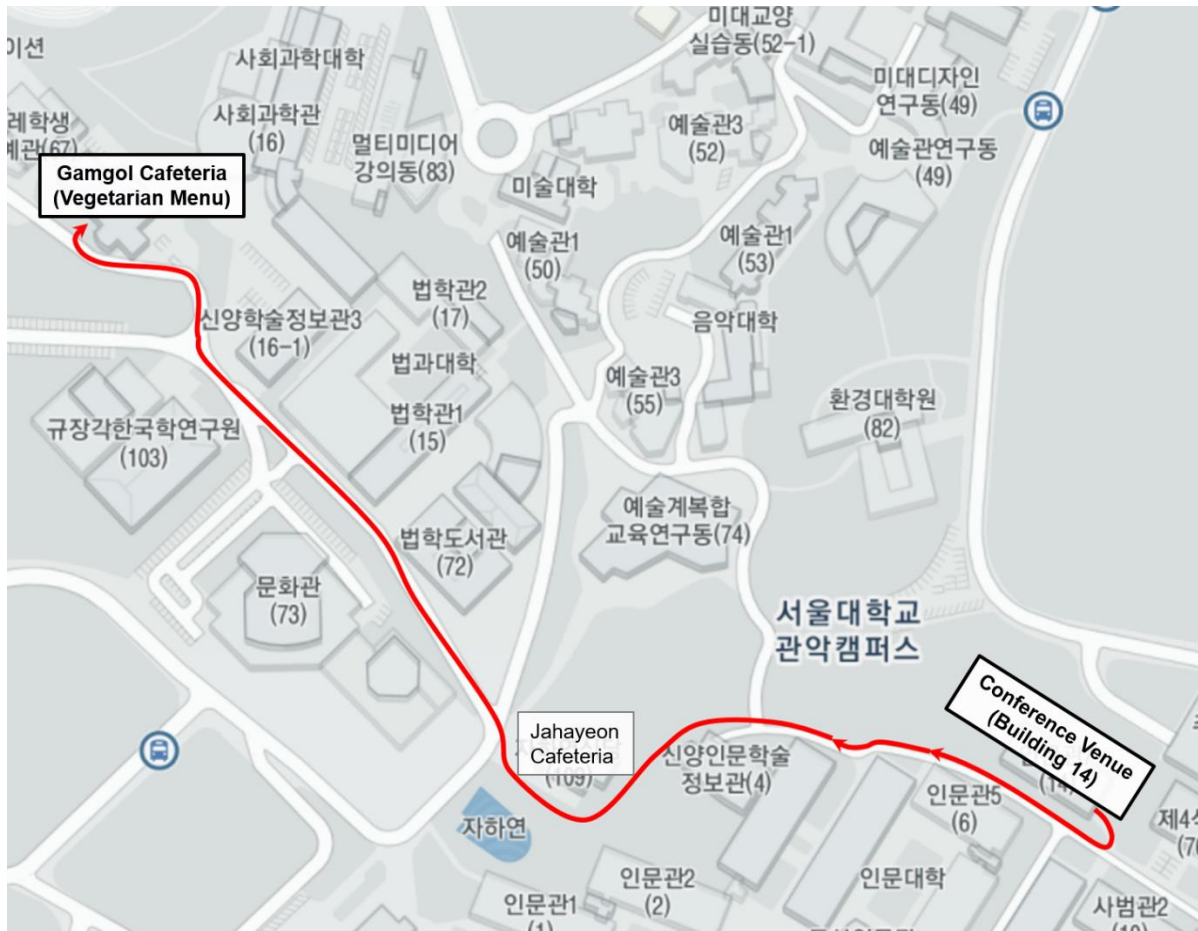 이션
미대교양
실습동(52-1)
사회과학대학
미대디자인
연구동(49)
사회과학관
(16)
멀티미디어
강의동(83)
예술관3
(52)
예술관연구동
(49)
레학생
(67)
Gamgol Cafeteria
(Vegetarian Menu)
미술대학
예술관1
(50)
예술관1
(53)
법학관2
(17)
신양학술정보관3
(16-1)
음악대학
법과대학
예술관3
(55)
환경대학원
(82)
법학관1
(15)
규장각한국학연구원
(103)
예술계복합
교육연구동(74)
법학도서관
(72)
문화관
(73)
서울대학교
관악캠퍼스
Conference Venue
(Building 14)
Jahayeon
Cafeteria
(109)
신양인문학술
정보관(4)
인문관5
(6)
자하연
인문관2
(2)
인문대학
인문관1
(1)
사범관2